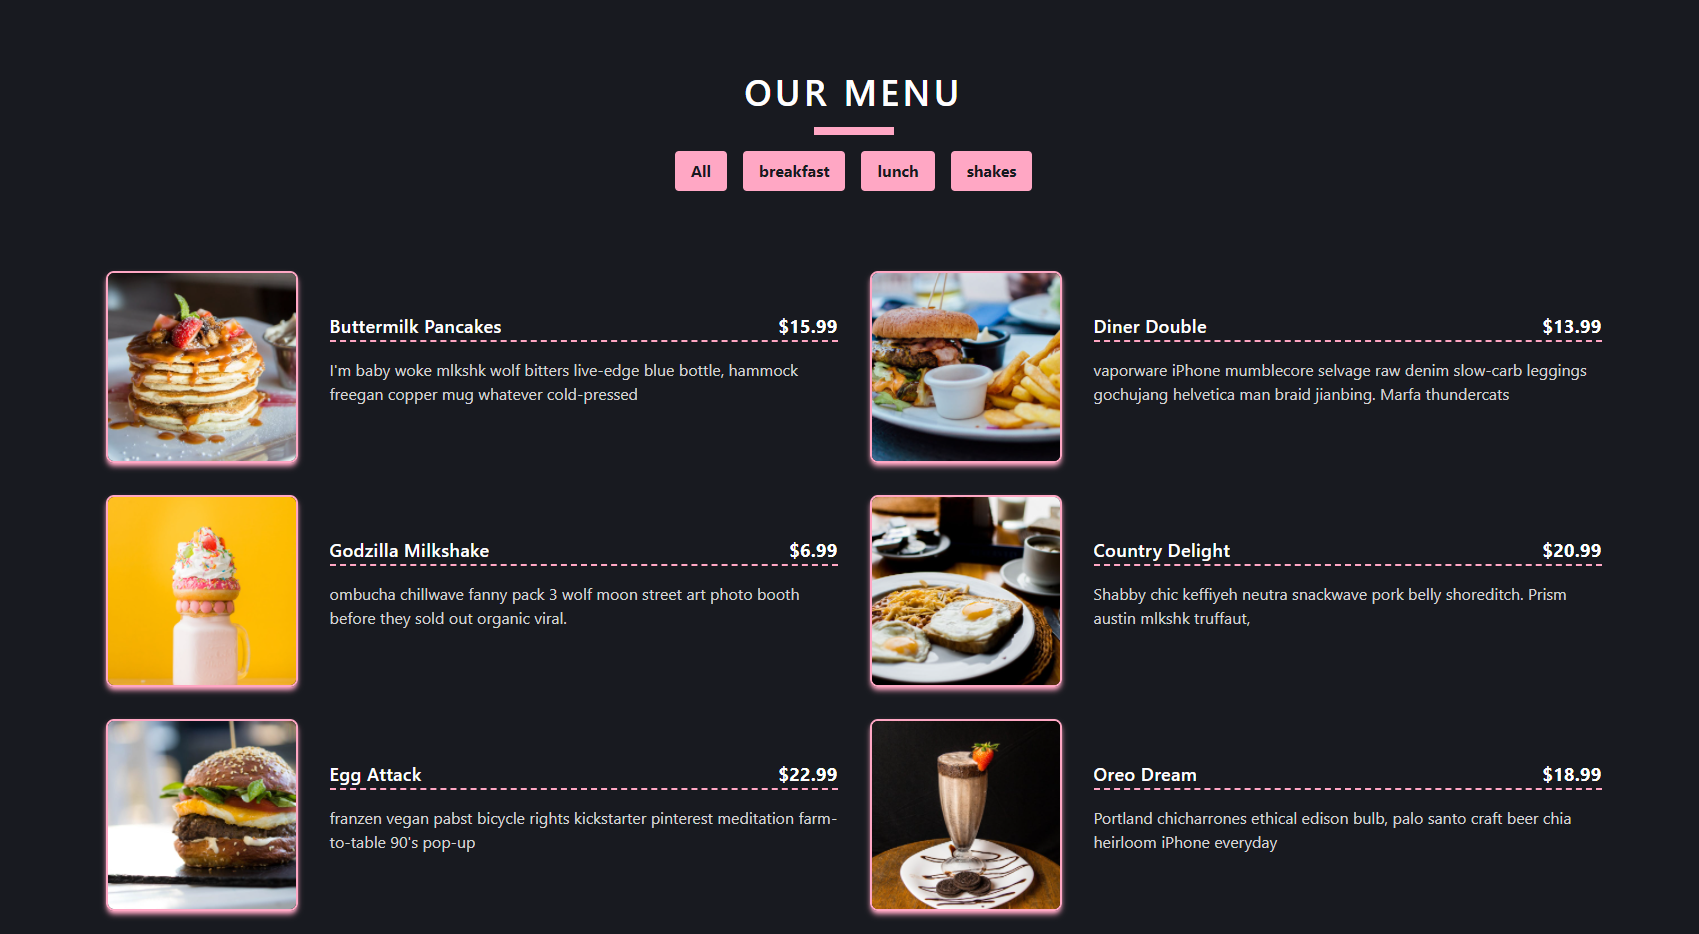 OUR MENU
All breakfast lunch shakes
Buttermilk Pancakes $15.99
I'm baby woke mlkshk wolf bitters live-edge blue bottle, hammock
freegan copper mug whatever cold-pressed
Diner Double $13.99
vaporware iPhone mumblecore selvage raw denim slow-carb leggings
gochujang helvetica man braid jianbing. Marfa thundercats
Godzilla Milkshake $6.99
ombucha chillwave fanny pack 3 wolf moon street art photo booth
before they sold out organic viral.
Country Delight $20.99
Shabby chic keffiyeh neutra snackwave pork belly shoreditch. Prism
austin mlkshk truffaut,
Egg Attack $22.99
franzen vegan pabst bicycle rights kickstarter pinterest meditation farm-
to-table 90's pop-up
Oreo Dream $18.99
Portland chicharrones ethical edison bulb, palo santo craft beer chia
heirloom iPhone everyday